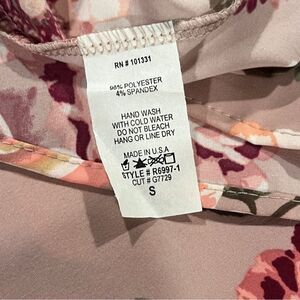 RN # 101331
96% POLYESTER
4% SPANDEX
HAND WASH
WITH COLD WATER
DO NOT BLEACH
HANG OR LINE DRY
MADE IN U.S.A
STYLE # R6997-1
CUT # G7729
S